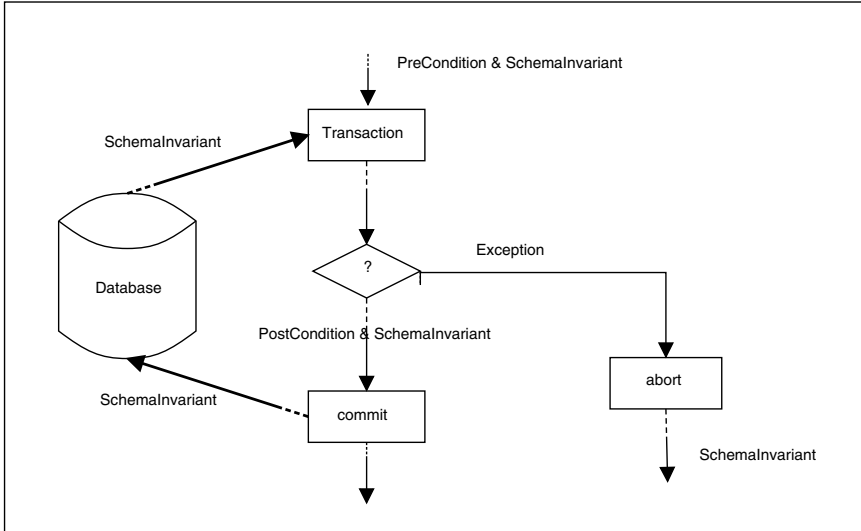 PreCondition & SchemaInvariant
Transaction
SchemaInvariant
?
Exception
Database
PostCondition & SchemaInvariant
abort
SchemaInvariant
commit
SchemaInvariant